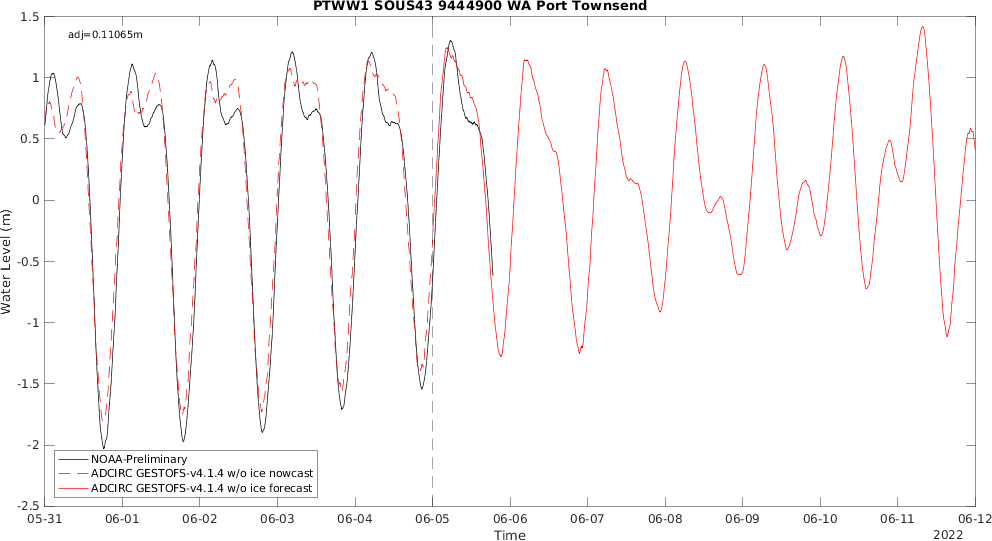 PTWW1 SOUS43 9444900 WA Port Townsend
adj=0.11065m
1.5
1
0.5
0
-0.5
-1
-1.5
-2
-2.5
Water Level (m)
NOAA-Preliminary
ADCIRC GESTOFS-v4.1.4 w/o ice nowcast
ADCIRC GESTOFS-v4.1.4 w/o ice forecast
05-31 06-01 06-02 06-03 06-04 06-05 06-06 06-07 06-08 06-09 06-10 06-11 06-12
Time
2022